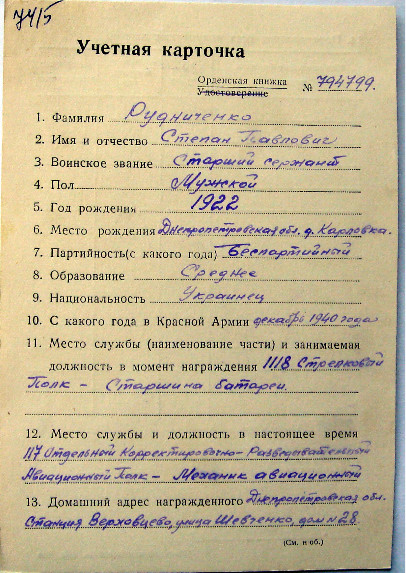 74/5
Учетная карточка
Орденская книжка
Удостоверение № 794799.
1. Фамилия Рудниченко
2. Имя и отчество Степан Павлович
3. Воинское звание Старший сержант
4. Пол Мужской
5. Год рождения 1922
6. Место рождения Днепропетровская обл. д. Карловка.
7. Партийность(с какого года) Беспартийный
8. Образование Среднее
9. Национальность Украинец
10. С какого года в Красной Армии декабрь 1940 года
11. Место службы (наименование части) и занимаемая
должность в момент награждения 1118 Стрелковый
Полк - Старшина батареи.
12. Место службы и должность в настоящее время
117 Отдельный Корректировочно-Разведывательный
Авиационный Полк - Механик авиационный
13. Домашний адрес награжденного Днепропетровская обл.
Станция Верховцево, улица Шевченко, дом N 28.
(См. н об.)